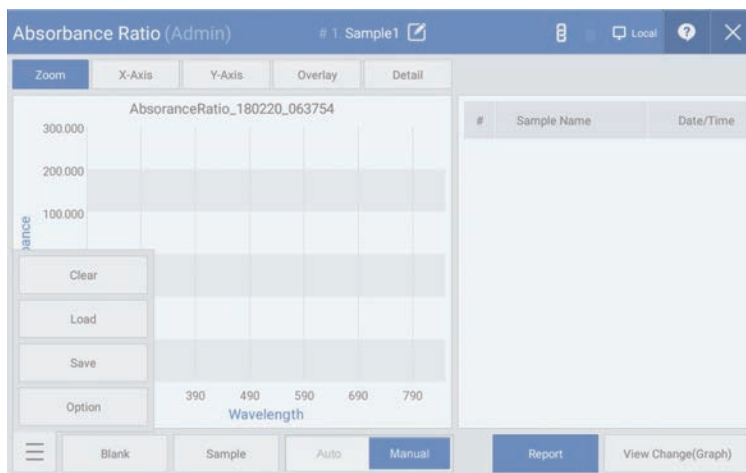 Absorbance Ratio (Admin) # 1. Sample1 Local ?
Zoom X-Axis Y-Axis Overlay Detail
AbsoranceRatio_180220_063754
# Sample Name Date/Time
300.000
200.000
100.000
Clear
Load
Save
Option
390 490 590 690 790
Wavelength
Blank Sample Auto Manual Report View Change(Graph)